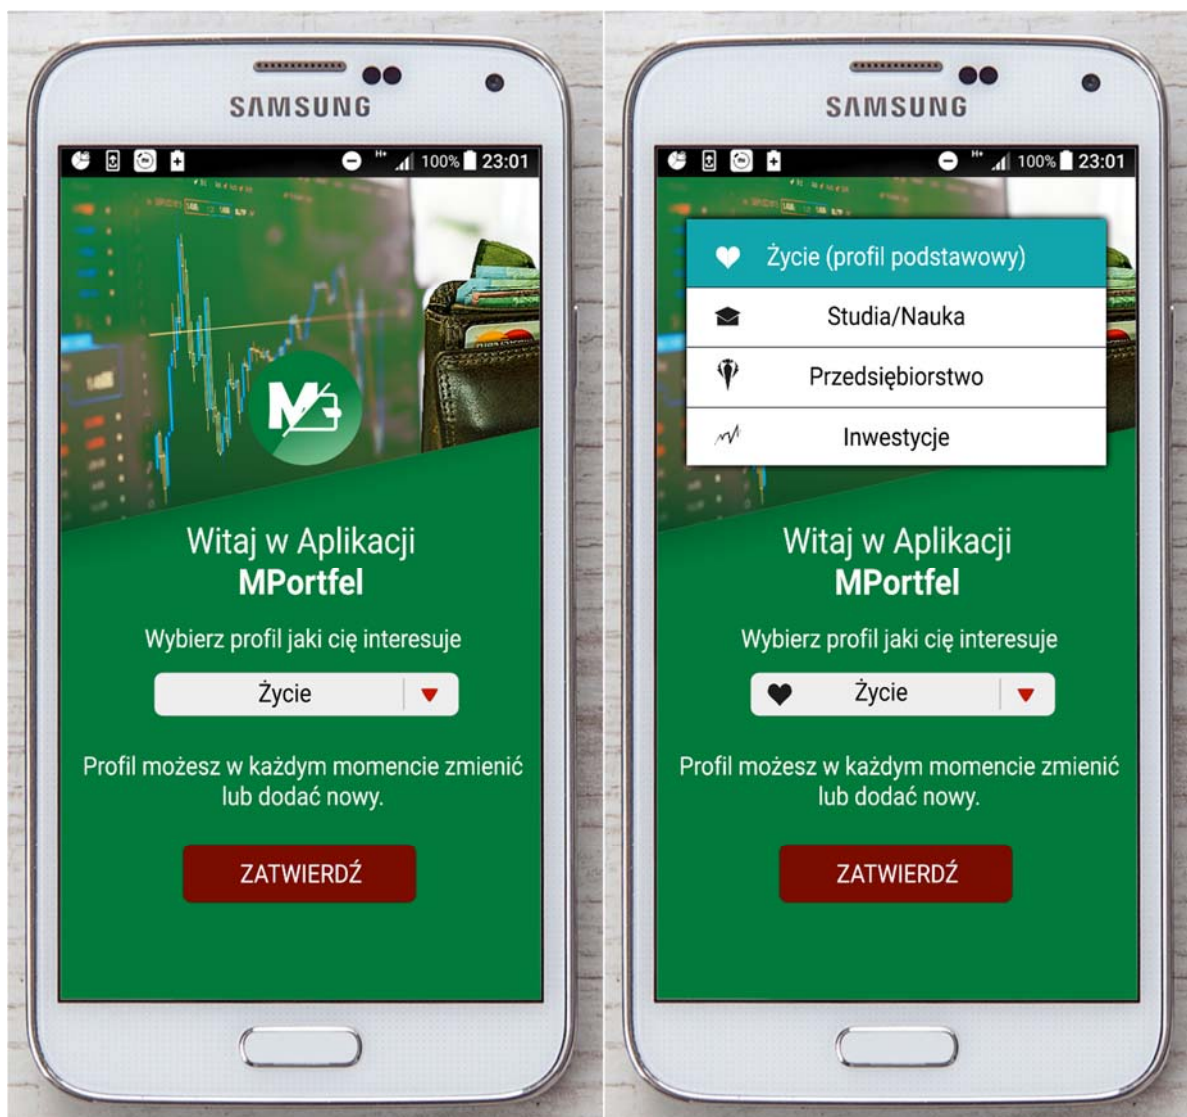 SAMSUNG
H+ 100% 23:01
Witaj w Aplikacji
MPortfel
Wybierz profil jaki cię interesuje
Życie
Profil możesz w każdym momencie zmienić
lub dodać nowy.
ZATWIERDŹ
SAMSUNG
H+ 100% 23:01
Życie (profil podstawowy)
Studia/Nauka
Przedsiębiorstwo
Inwestycje
Witaj w Aplikacji
MPortfel
Wybierz profil jaki cię interesuje
Życie
Profil możesz w każdym momencie zmienić
lub dodać nowy.
ZATWIERDŹ